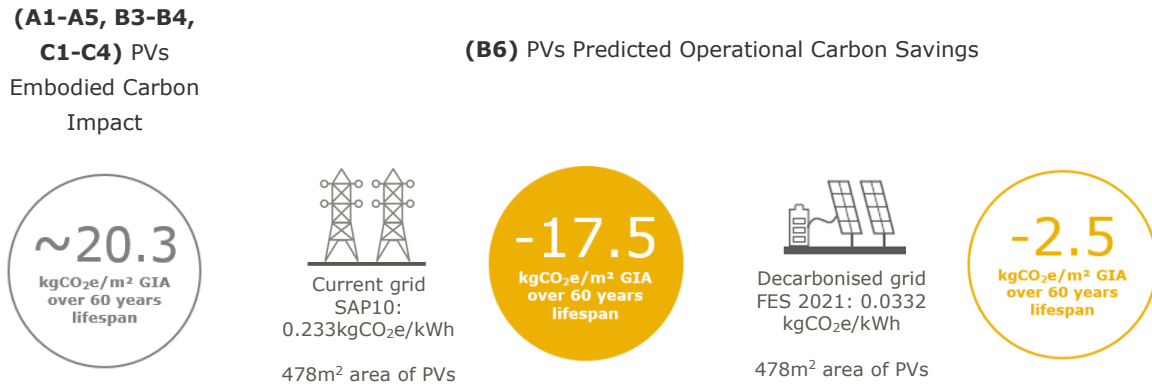 (A1-A5, B3-B4,
C1-C4) PVs
Embodied Carbon
Impact
(B6) PVs Predicted Operational Carbon Savings
~20.3
kgCO₂e/m² GIA
over 60 years
lifespan
Current grid
SAP10:
0.233kgCO₂e/kWh
478m² area of PVs
-17.5
kgCO₂e/m² GIA
over 60 years
lifespan
Decarbonised grid
FES 2021: 0.0332
kgCO₂e/kWh
478m² area of PVs
-2.5
kgCO₂e/m² GIA
over 60 years
lifespan